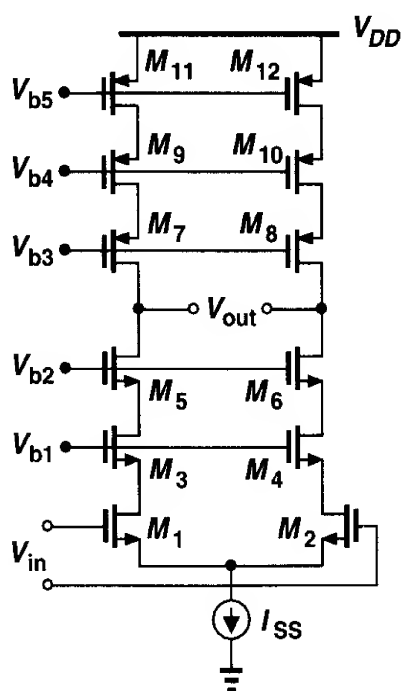 V_DD
M_11 M_12
V_b5
M_9 M_10
V_b4
M_7 M_8
V_b3
V_out
V_b2
M_5 M_6
V_b1
M_3 M_4
M_1 M_2
V_in
I_SS